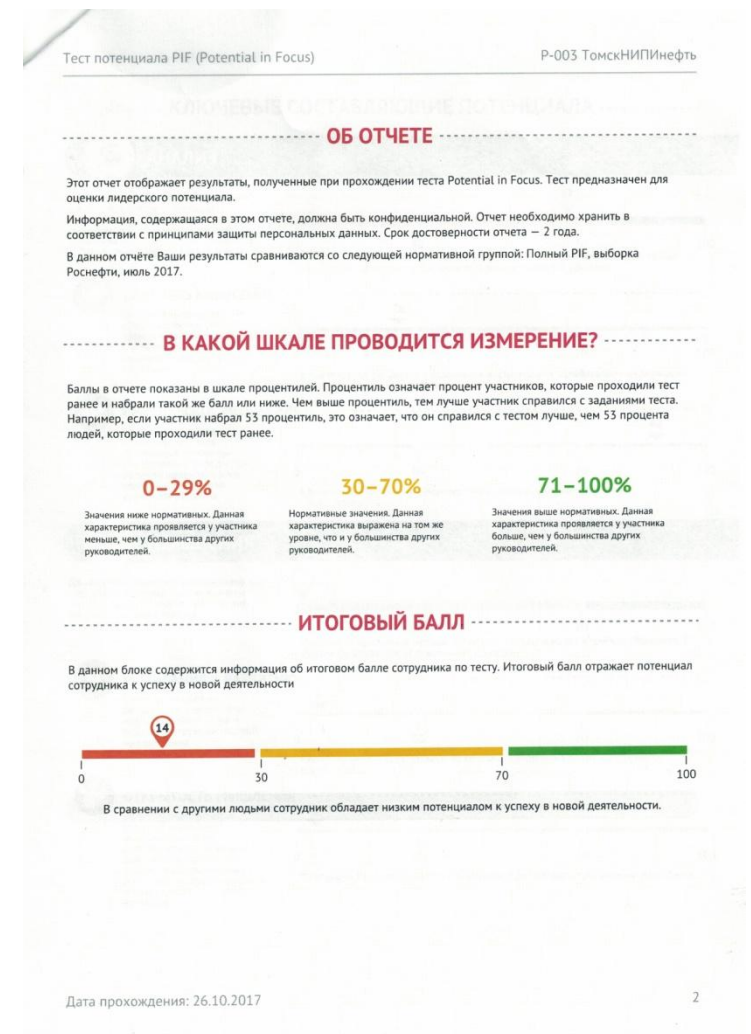 Тест потенциала PIF (Potential in Focus)
Р-003 ТомскНИПИнефть
ОБ ОТЧЕТЕ
Этот отчет отображает результаты, полученные при прохождении теста Potential in Focus. Тест предназначен для
оценки лидерского потенциала.
Информация, содержащаяся в этом отчете, должна быть конфиденциальной. Отчет необходимо хранить в
соответствии с принципами защиты персональных данных. Срок достоверности отчета — 2 года.
В данном отчёте Ваши результаты сравниваются со следующей нормативной группой: Полный PIF, выборка
Роснефти, июль 2017.
В КАКОЙ ШКАЛЕ ПРОВОДИТСЯ ИЗМЕРЕНИЕ?
Баллы в отчете показаны в шкале процентилей. Процентиль означает процент участников, которые проходили тест
ранее и набрали такой же балл или ниже. Чем выше процентиль, тем лучше участник справился с заданиями теста.
Например, если участник набрал 53 процентиль, это означает, что он справился с тестом лучше, чем 53 процента
людей, которые проходили тест ранее.
0–29%
Значения ниже нормативных. Данная
характеристика проявляется у участника
меньше, чем у большинства других
руководителей.
30–70%
Нормативные значения. Данная
характеристика выражена на том же
уровне, что и у большинства других
руководителей.
71–100%
Значения выше нормативных. Данная
характеристика проявляется у участника
больше, чем у большинства других
руководителей.
ИТОГОВЫЙ БАЛЛ
В данном блоке содержится информация об итоговом балле сотрудника по тесту. Итоговый балл отражает потенциал
сотрудника к успеху в новой деятельности
14
0 30 70 100
В сравнении с другими людьми сотрудник обладает низким потенциалом к успеху в новой деятельности.
Дата прохождения: 26.10.2017
2